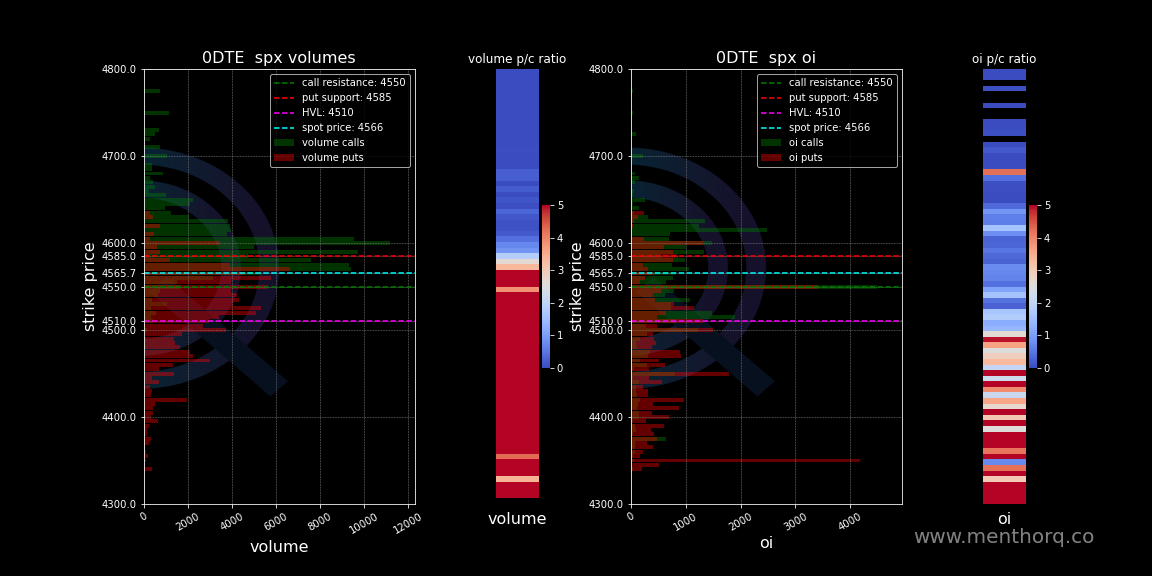 0DTE  spx volumes
volume p/c ratio
0DTE  spx oi
oi p/c ratio
call resistance: 4550
put support: 4585
HVL: 4510
spot price: 4566
volume calls
volume puts
call resistance: 4550
put support: 4585
HVL: 4510
spot price: 4566
oi calls
oi puts
strike price
4800.0
4700.0
4600.0
4585.0
4565.7
4550.0
4510.0
4500.0
4400.0
4300.0
0
2000
4000
6000
8000
10000
12000
volume
5
4
3
2
1
0
volume
strike price
4800.0
4700.0
4600.0
4585.0
4565.7
4550.0
4510.0
4500.0
4400.0
4300.0
0
1000
2000
3000
4000
oi
5
4
3
2
1
0
oi
www.menthorq.co